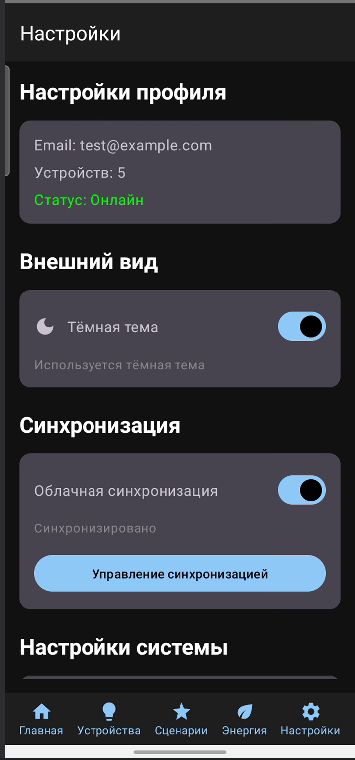 Настройки
Настройки профиля
Email: test@example.com
Устройств: 5
Статус: Онлайн
Внешний вид
Тёмная тема
Используется тёмная тема
Синхронизация
Облачная синхронизация
Синхронизировано
Управление синхронизацией
Настройки системы
Главная Устройства Сценарии Энергия Настройки